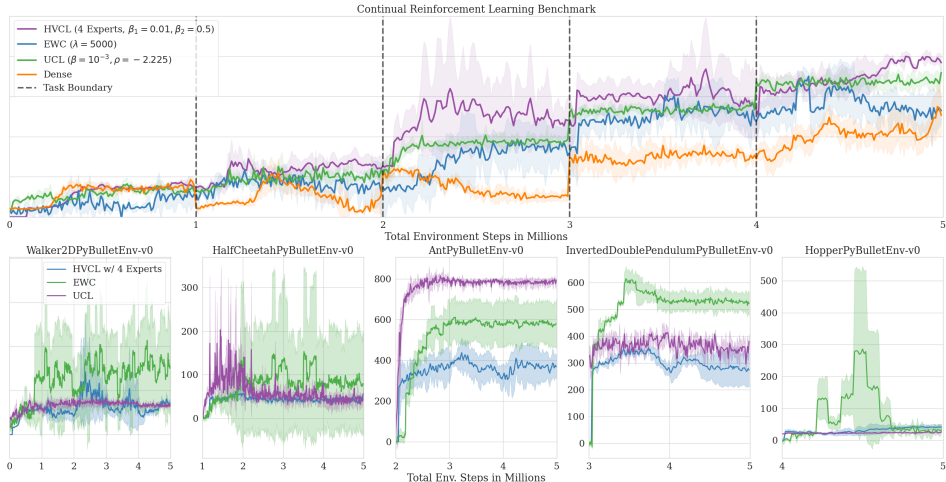 Continual Reinforcement Learning Benchmark
HVCL (4 Experts, β₁ = 0.01, β₂ = 0.5)
EWC (λ = 5000)
UCL (β = 10⁻³, ρ = −2.225)
Dense
Task Boundary
0 1 2 3 4 5
Total Environment Steps in Millions
Walker2DPyBulletEnv-v0 HalfCheetahPyBulletEnv-v0 AntPyBulletEnv-v0 InvertedDoublePendulumPyBulletEnv-v0 HopperPyBulletEnv-v0
HVCL w/ 4 Experts
EWC
UCL
0 1 2 3 4 5
300
200
100
0
1 2 3 4 5
800
600
400
200
0
2 3 4 5
600
500
400
300
200
100
0
3 4 5
500
400
300
200
100
0
4 5
Total Env. Steps in Millions